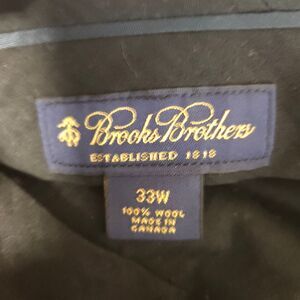 Brooks Brothers
ESTABLISHED 1818
33W
100% WOOL
MADE IN
CANADA